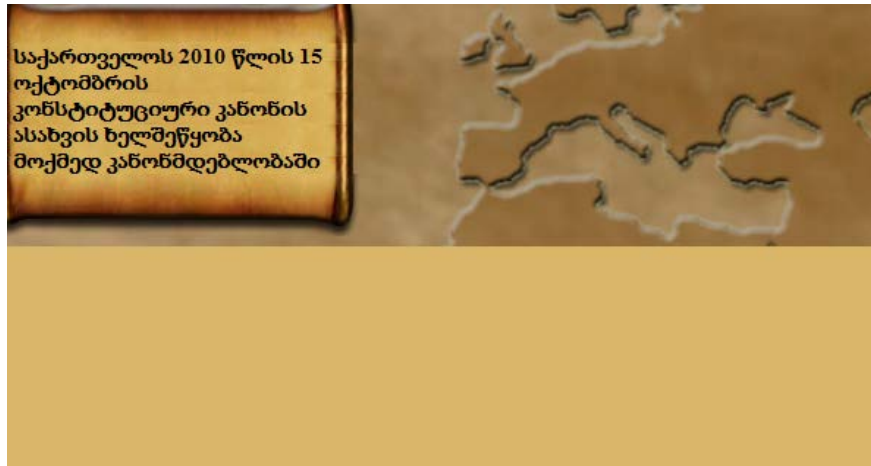 საქართველოს 2010 წლის 15
ოქტომბრის
კონსტიტუციური კანონის
ასახვის ხელშეწყობა
მოქმედ კანონმდებლობაში